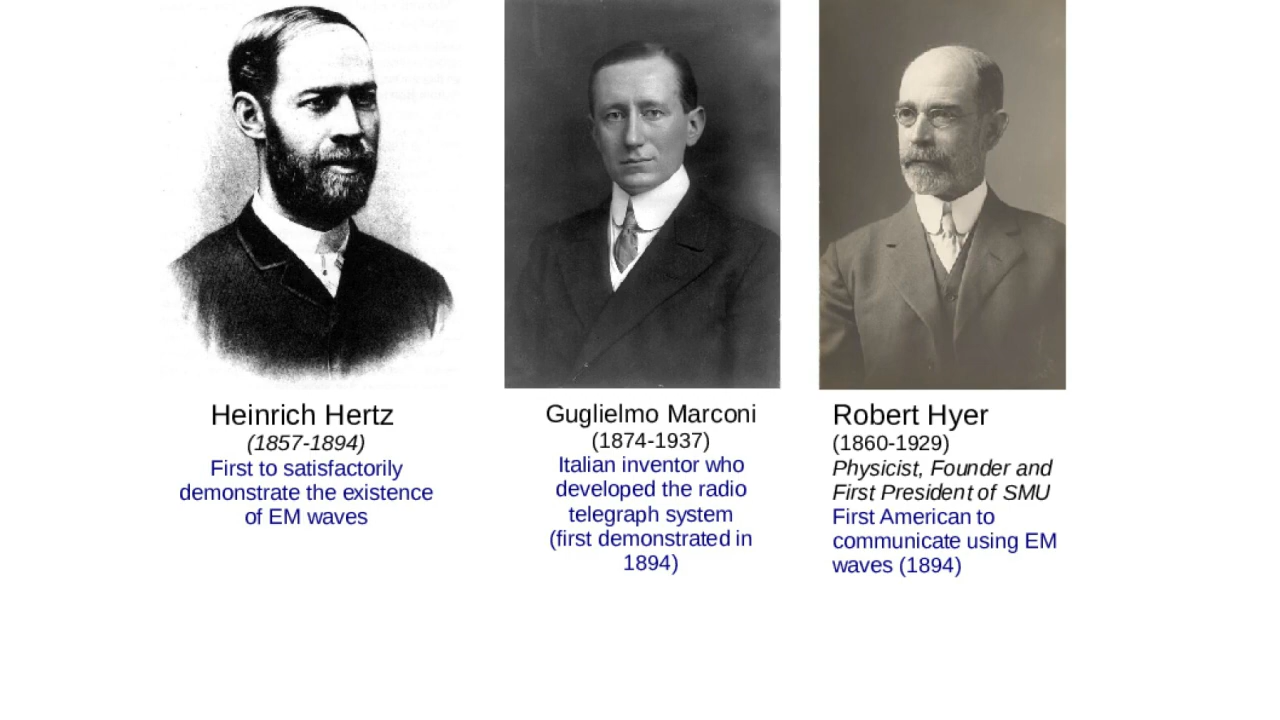 Heinrich Hertz
(1857-1894)
First to satisfactorily
demonstrate the existence
of EM waves
Guglielmo Marconi
(1874-1937)
Italian inventor who
developed the radio
telegraph system
(first demonstrated in
1894)
Robert Hyer
(1860-1929)
Physicist, Founder and
First President of SMU
First American to
communicate using EM
waves (1894)